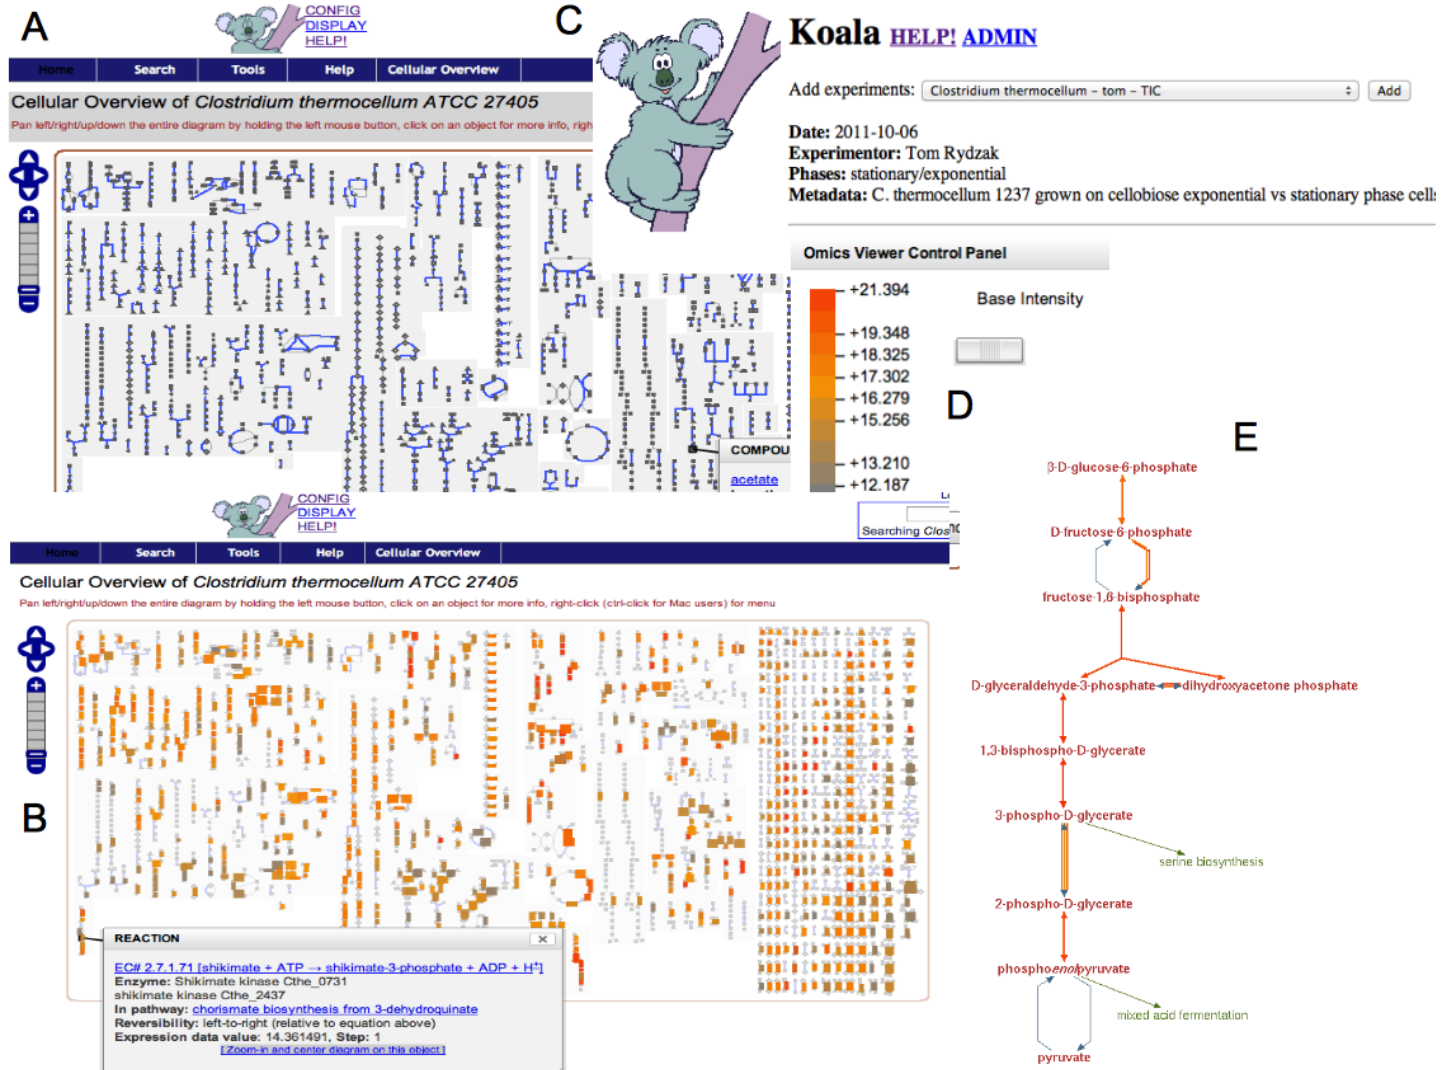 A
CONFIG
DISPLAY
HELP!
Home Search Tools Help Cellular Overview
Cellular Overview of Clostridium thermocellum ATCC 27405
Pan left/right/up/down the entire diagram by holding the left mouse button, click on an object for more info, righ
COMPOU
acetate
C
Koala HELP! ADMIN
Add experiments: Clostridium thermocellum - tom - TIC Add
Date: 2011-10-06
Experimentor: Tom Rydzak
Phases: stationary/exponential
Metadata: C. thermocellum 1237 grown on cellobiose exponential vs stationary phase cells
Omics Viewer Control Panel
+21.394
+19.348
+18.325
+17.302
+16.279
+15.256
+13.210
+12.187
Base Intensity
B
CONFIG
DISPLAY
HELP!
Searching Clos
Home Search Tools Help Cellular Overview
Cellular Overview of Clostridium thermocellum ATCC 27405
Pan left/right/up/down the entire diagram by holding the left mouse button, click on an object for more info, right-click (ctrl-click for Mac users) for menu
REACTION
EC# 2.7.1.71 [shikimate + ATP → shikimate-3-phosphate + ADP + H+]
Enzyme: Shikimate kinase Cthe_0731
shikimate kinase Cthe_2437
In pathway: chorismate biosynthesis from 3-dehydroquinate
Reversibility: left-to-right (relative to equation above)
Expression data value: 14.361491, Step: 1
[ Zoom-in and center diagram on this object ]
D
E
β-D-glucose-6-phosphate
D-fructose-6-phosphate
fructose-1,6-bisphosphate
D-glyceraldehyde-3-phosphate dihydroxyacetone phosphate
1,3-bisphospho-D-glycerate
3-phospho-D-glycerate
serine biosynthesis
2-phospho-D-glycerate
phosphoenolpyruvate
mixed acid fermentation
pyruvate